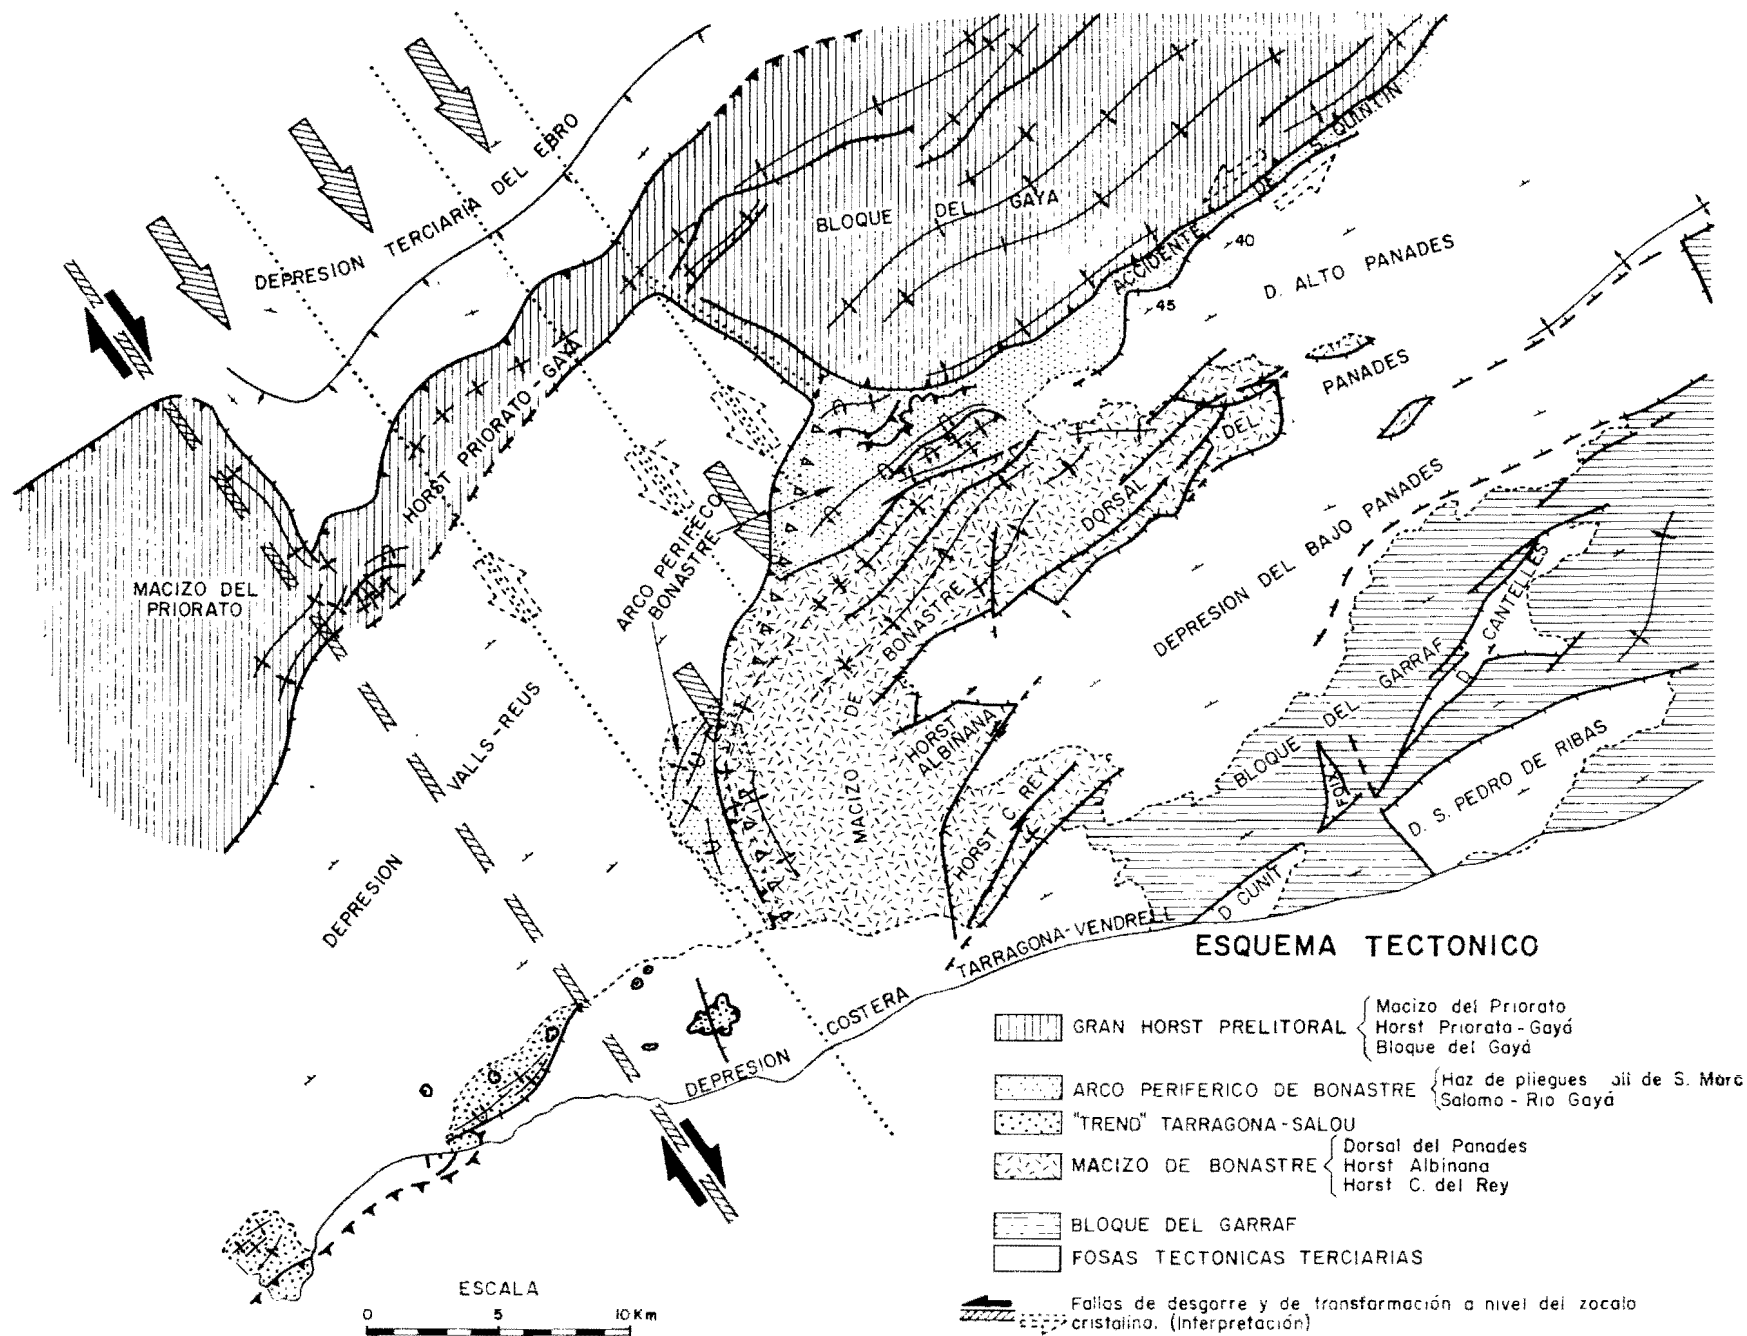 DEPRESION TERCIARIA DEL EBRO
BLOQUE DEL GAYA
ACCIDENTE DE S. QUINTIN
40
45
D. ALTO PANADES
HORST PRIORATO-GAYA
MACIZO DEL
PRIORATO
ARCO PERIFECO
BONASTRE
DORSAL DEL PANADES
MACIZO DE BONASTRE
DEPRESION DEL BAJO PANADES
DEPRESION VALLS-REUS
HORST
ALBINANA
HORST C. REY
BLOQUE DEL GARRAF
D. CANTELLES
FOIX
D. S. PEDRO DE RIBAS
D CUNIT
DEPRESION COSTERA TARRAGONA-VENDRELL
ESQUEMA TECTONICO
GRAN HORST PRELITORAL
Macizo del Priorato
Horst Priorata-Gayá
Bloque del Gayá
ARCO PERIFERICO DE BONASTRE
Haz de pliegues de S. Marc
Salomo-Rio Gayá
"TREND" TARRAGONA-SALOU
MACIZO DE BONASTRE
Dorsal del Panades
Horst Albinana
Horst C. del Rey
BLOQUE DEL GARRAF
FOSAS TECTONICAS TERCIARIAS
Fallas de desgarre y de transformación a nivel del zocalo
cristalino. (Interpretación)
ESCALA
0 5 10 Km